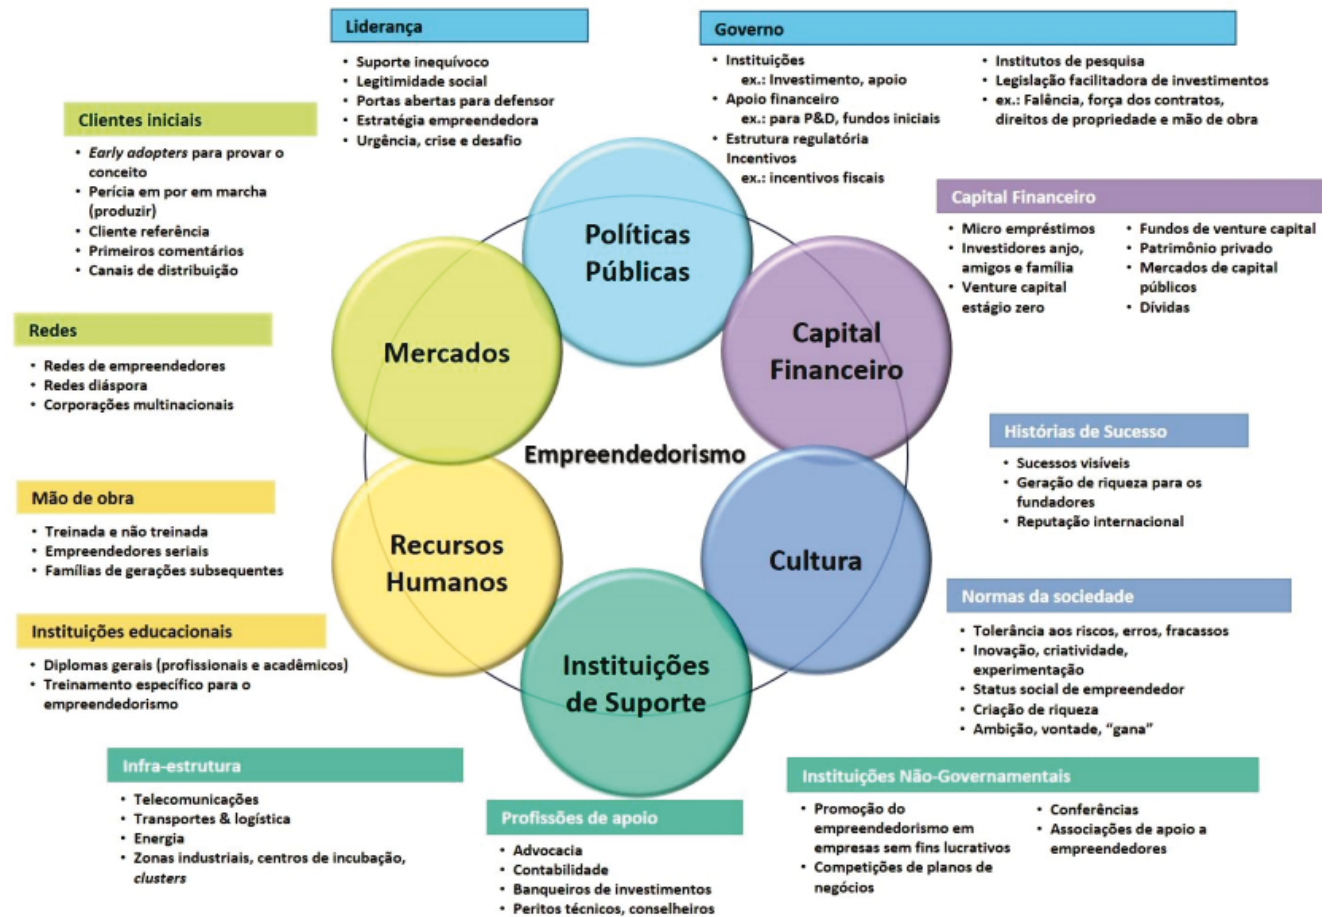 Liderança
• Suporte inequívoco
• Legitimidade social
• Portas abertas para defensor
• Estratégia empreendedora
• Urgência, crise e desafio
Governo
• Instituições
ex.: Investimento, apoio
• Apoio financeiro
ex.: para P&D, fundos iniciais
• Estrutura regulatória
Incentivos
ex.: incentivos fiscais
• Institutos de pesquisa
• Legislação facilitadora de investimentos
• ex.: Falência, força dos contratos,
direitos de propriedade e mão de obra
Clientes iniciais
• Early adopters para provar o
conceito
• Perícia em por em marcha
(produzir)
• Cliente referência
• Primeiros comentários
• Canais de distribuição
Capital Financeiro
• Micro empréstimos
• Investidores anjo,
amigos e família
• Venture capital
estágio zero
• Fundos de venture capital
• Patrimônio privado
• Mercados de capital
públicos
• Dívidas
Políticas
Públicas
Mercados
Capital
Financeiro
Empreendedorismo
Recursos
Humanos
Cultura
Instituições
de Suporte
Redes
• Redes de empreendedores
• Redes diáspora
• Corporações multinacionais
Histórias de Sucesso
• Sucessos visíveis
• Geração de riqueza para os
fundadores
• Reputação internacional
Mão de obra
• Treinada e não treinada
• Empreendedores seriais
• Famílias de gerações subsequentes
Normas da sociedade
• Tolerância aos riscos, erros, fracassos
• Inovação, criatividade,
experimentação
• Status social de empreendedor
• Criação de riqueza
• Ambição, vontade, “gana”
Instituições educacionais
• Diplomas gerais (profissionais e acadêmicos)
• Treinamento específico para o
empreendedorismo
Infra-estrutura
• Telecomunicações
• Transportes & logística
• Energia
• Zonas industriais, centros de incubação,
clusters
Profissões de apoio
• Advocacia
• Contabilidade
• Banqueiros de investimentos
• Peritos técnicos, conselheiros
Instituições Não-Governamentais
• Promoção do
empreendedorismo em
empresas sem fins lucrativos
• Competições de planos de
negócios
• Conferências
• Associações de apoio a
empreendedores